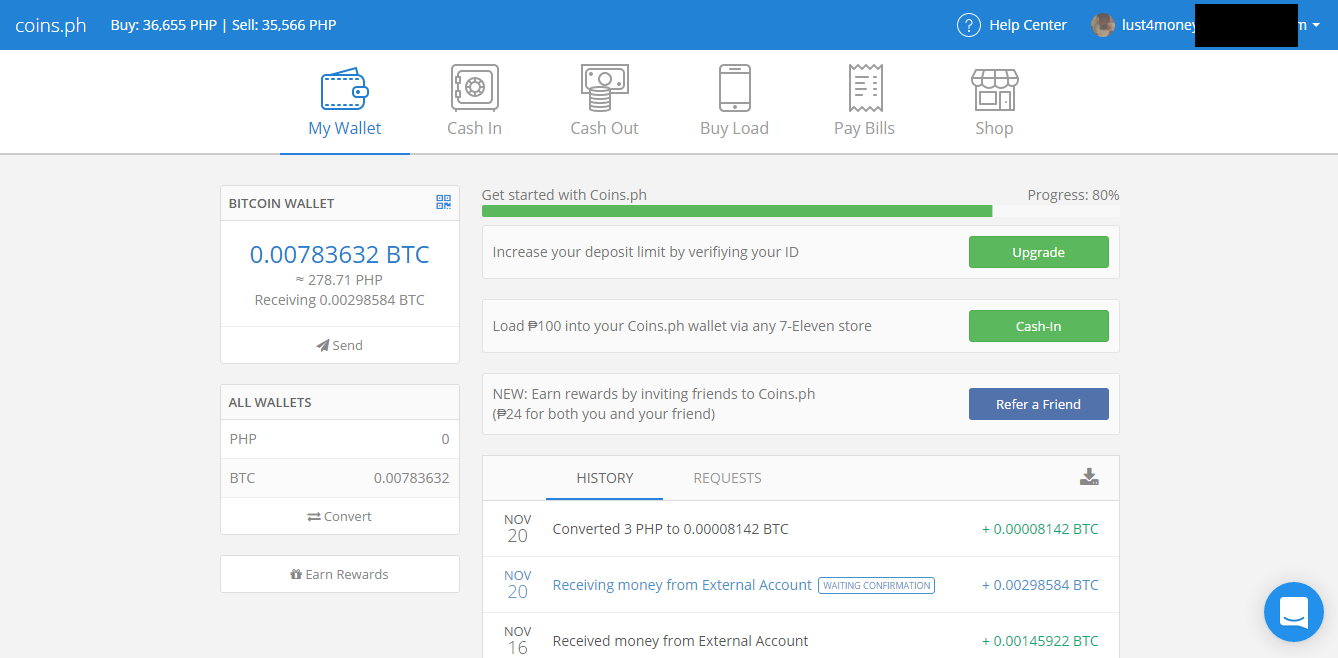 coins.ph
Buy: 36,655 PHP | Sell: 35,566 PHP
? Help Center
lust4money
m
My Wallet
Cash In
Cash Out
Buy Load
Pay Bills
Shop
BITCOIN WALLET
0.00783632 BTC
≈ 278.71 PHP
Receiving 0.00298584 BTC
Send
ALL WALLETS
PHP 0
BTC 0.00783632
Convert
Earn Rewards
Get started with Coins.ph
Progress: 80%
Increase your deposit limit by verifiying your ID
Upgrade
Load ₱100 into your Coins.ph wallet via any 7-Eleven store
Cash-In
NEW: Earn rewards by inviting friends to Coins.ph
(₱24 for both you and your friend)
Refer a Friend
HISTORY
REQUESTS
NOV
20
Converted 3 PHP to 0.00008142 BTC
+ 0.00008142 BTC
NOV
20
Receiving money from External Account
WAITING CONFIRMATION
+ 0.00298584 BTC
NOV
16
Received money from External Account
+ 0.00145922 BTC